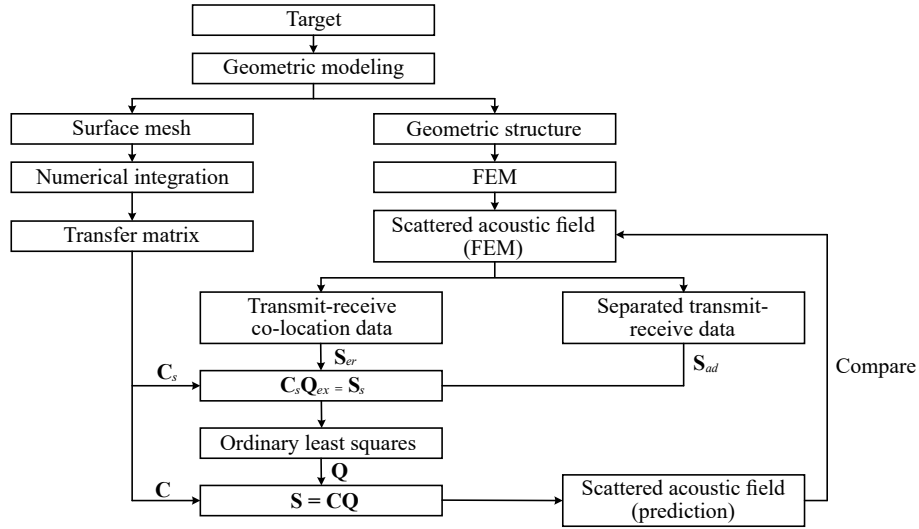 Target
Geometric modeling
Surface mesh
Geometric structure
Numerical integration
FEM
Transfer matrix
Scattered acoustic field
(FEM)
Transmit-receive
co-location data
Separated transmit-
receive data
S_er
S_ad
Compare
C_s
C_sQ_ex = S_s
Ordinary least squares
Q
C
S = CQ
Scattered acoustic field
(prediction)